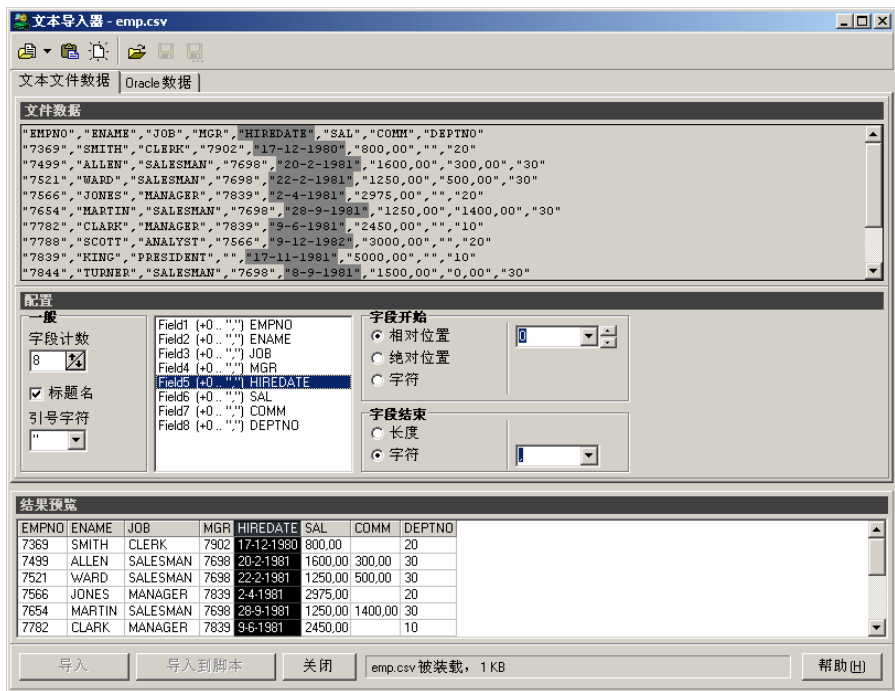 文本导入器 - emp.csv
文本文件数据 Oracle 数据
文件数据
"EMPNO","ENAME","JOB","MGR","HIREDATE","SAL","COMM","DEPTNO"
"7369","SMITH","CLERK","7902","17-12-1980","800,00","","20"
"7499","ALLEN","SALESMAN","7698","20-2-1981","1600,00","300,00","30"
"7521","WARD","SALESMAN","7698","22-2-1981","1250,00","500,00","30"
"7566","JONES","MANAGER","7839","2-4-1981","2975,00","","20"
"7654","MARTIN","SALESMAN","7698","28-9-1981","1250,00","1400,00","30"
"7782","CLARK","MANAGER","7839","9-6-1981","2450,00","","10"
"7788","SCOTT","ANALYST","7566","9-12-1982","3000,00","","20"
"7839","KING","PRESIDENT","","17-11-1981","5000,00","","10"
"7844","TURNER","SALESMAN","7698","8-9-1981","1500,00","0,00","30"
配置
一般
字段计数
8
标题名
引号字符
"
Field1 (+0 .. ",") EMPNO
Field2 (+0 .. ",") ENAME
Field3 (+0 .. ",") JOB
Field4 (+0 .. ",") MGR
Field5 (+0 .. ",") HIREDATE
Field6 (+0 .. ",") SAL
Field7 (+0 .. ",") COMM
Field8 (+0 .. ",") DEPTNO
字段开始
相对位置 0
绝对位置
字符
字段结束
长度
字符 ,
结果预览
EMPNO ENAME JOB MGR HIREDATE SAL COMM DEPTNO
7369 SMITH CLERK 7902 17-12-1980 800,00 20
7499 ALLEN SALESMAN 7698 20-2-1981 1600,00 300,00 30
7521 WARD SALESMAN 7698 22-2-1981 1250,00 500,00 30
7566 JONES MANAGER 7839 2-4-1981 2975,00 20
7654 MARTIN SALESMAN 7698 28-9-1981 1250,00 1400,00 30
7782 CLARK MANAGER 7839 9-6-1981 2450,00 10
导入 导入到脚本 关闭 emp.csv 被装载，1 KB 帮助(H)